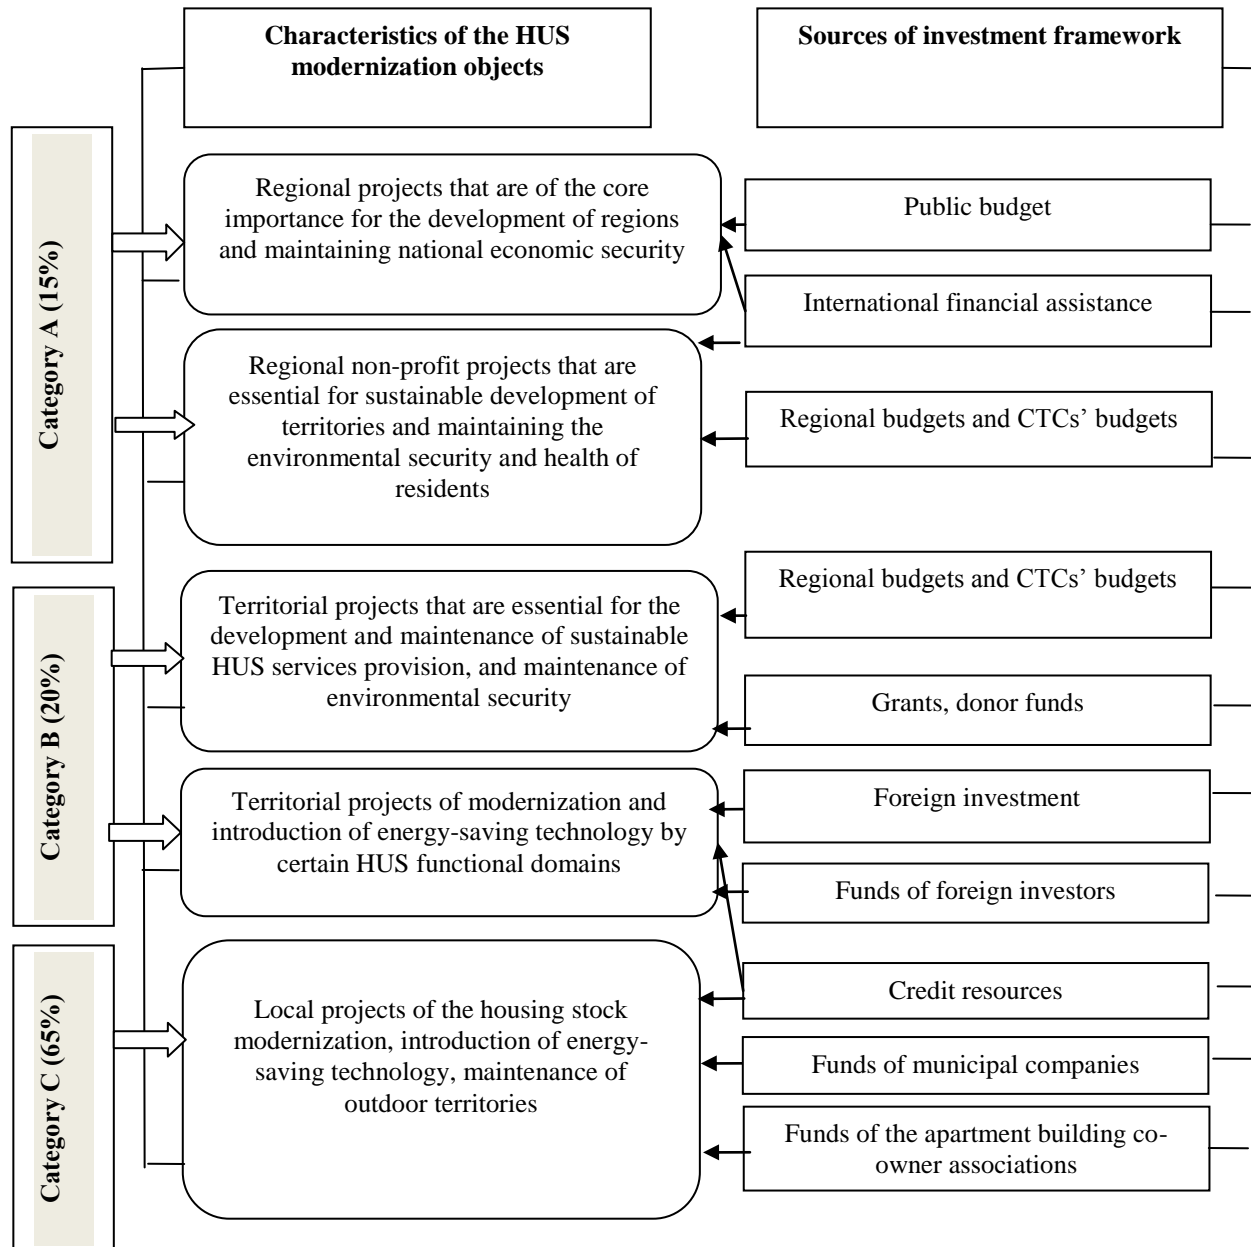 Characteristics of the HUS
modernization objects
Sources of investment framework
Category A (15%)
Regional projects that are of the core
importance for the development of regions
and maintaining national economic security
Public budget
International financial assistance
Regional non-profit projects that are
essential for sustainable development of
territories and maintaining the
environmental security and health of
residents
Regional budgets and CTCs’ budgets
Category B (20%)
Territorial projects that are essential for the
development and maintenance of sustainable
HUS services provision, and maintenance of
environmental security
Regional budgets and CTCs’ budgets
Grants, donor funds
Territorial projects of modernization and
introduction of energy-saving technology by
certain HUS functional domains
Foreign investment
Funds of foreign investors
Category C (65%)
Local projects of the housing stock
modernization, introduction of energy-
saving technology, maintenance of
outdoor territories
Credit resources
Funds of municipal companies
Funds of the apartment building co-
owner associations